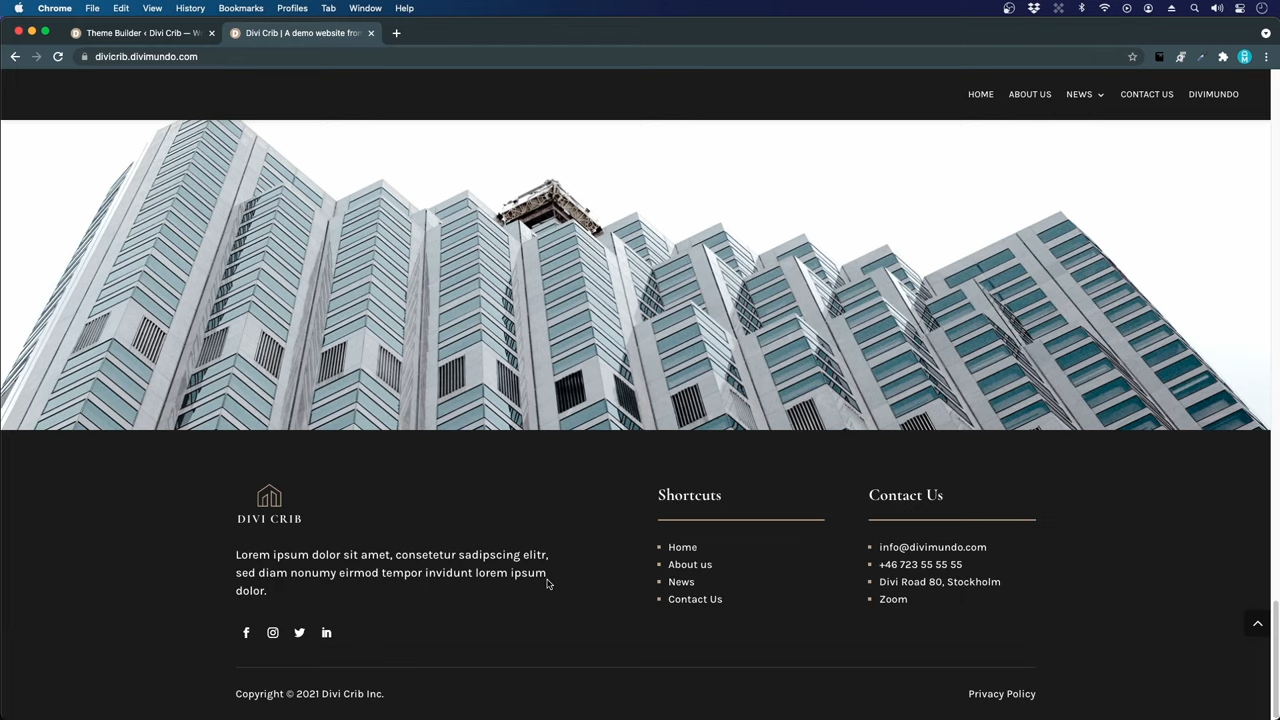 Chrome File Edit View History Bookmarks Profiles Tab Window Help
Theme Builder ‹ Divi Crib — W
Divi Crib | A demo website from
divicrib.divimundo.com
HOME ABOUT US NEWS CONTACT US DIVIMUNDO
DIVI CRIB
Lorem ipsum dolor sit amet, consetetur sadipscing elitr,
sed diam nonumy eirmod tempor invidunt lorem ipsum
dolor.
Shortcuts
Home
About us
News
Contact Us
Contact Us
info@divimundo.com
+46 723 55 55 55
Divi Road 80, Stockholm
Zoom
Copyright © 2021 Divi Crib Inc.
Privacy Policy